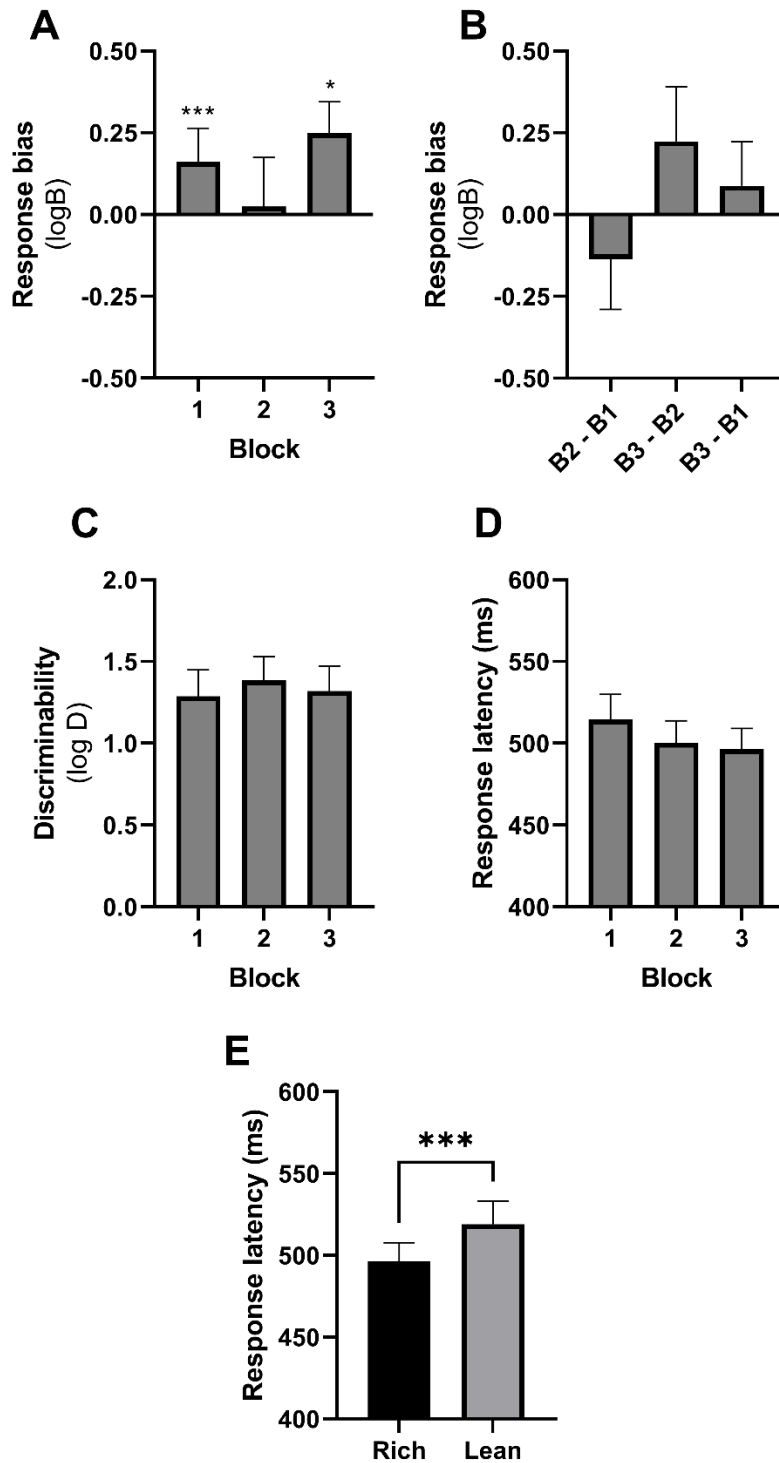 A
Response bias
(logB)
0.50
0.25
0.00
-0.25
-0.50
***
*
1 2 3
Block
B
Response bias
(logB)
0.50
0.25
0.00
-0.25
-0.50
B2 - B1
B3 - B2
B3 - B1
C
Discriminability
(log D)
2.0
1.5
1.0
0.5
0.0
1 2 3
Block
D
Response latency (ms)
600
550
500
450
400
1 2 3
Block
E
Response latency (ms)
600
550
500
450
400
***
Rich Lean